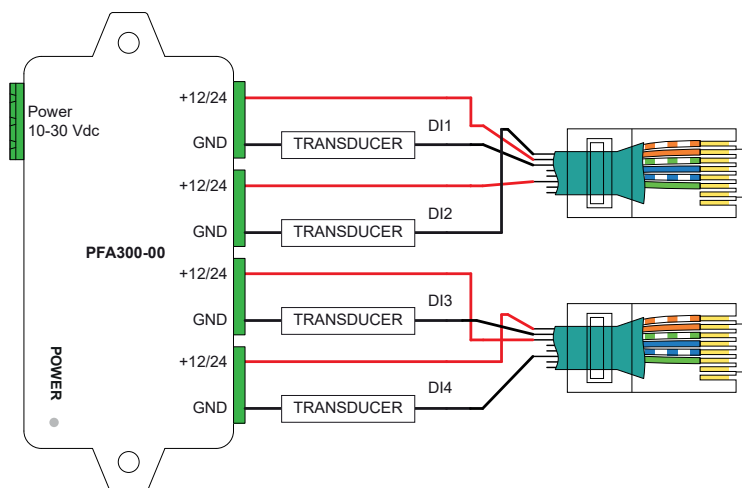 Power
10-30 Vdc
+12/24
GND
TRANSDUCER
DI1
+12/24
GND
TRANSDUCER
DI2
PFA300-00
+12/24
GND
TRANSDUCER
DI3
+12/24
GND
TRANSDUCER
DI4
POWER